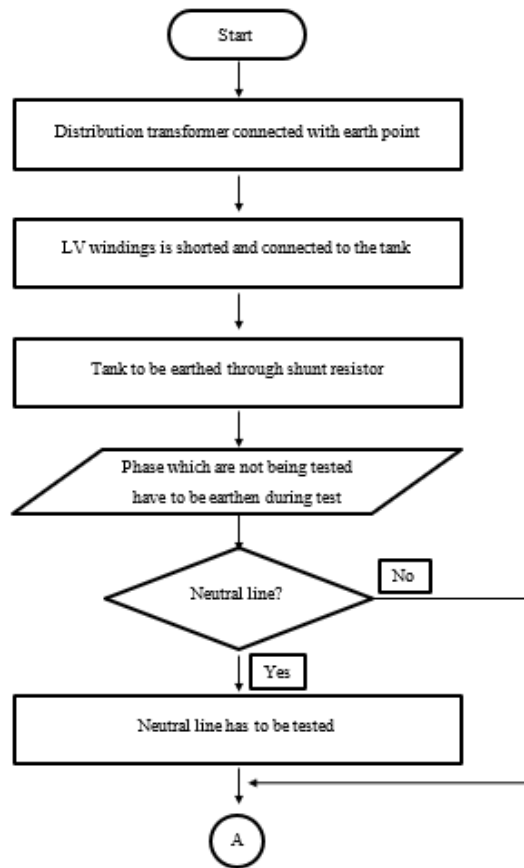 Start
Distribution transformer connected with earth point
LV windings is shorted and connected to the tank
Tank to be earthed through shunt resistor
Phase which are not being tested
have to be earthen during test
Neutral line?
No
Yes
Neutral line has to be tested
A